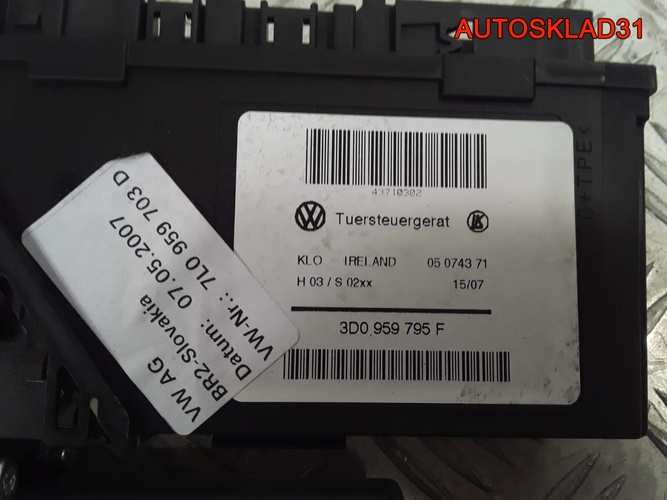 AUTOSKLAD31
43710302
Tuersteuergerat
KLO IRELAND 05 0743 71
H 03 / S 02xx 15/07
3D0 959 795 F
VW AG
BR2-Slovakia
Datum: 07.05.2007
VW-Nr.: 7L0 959 703 D
+TPE<